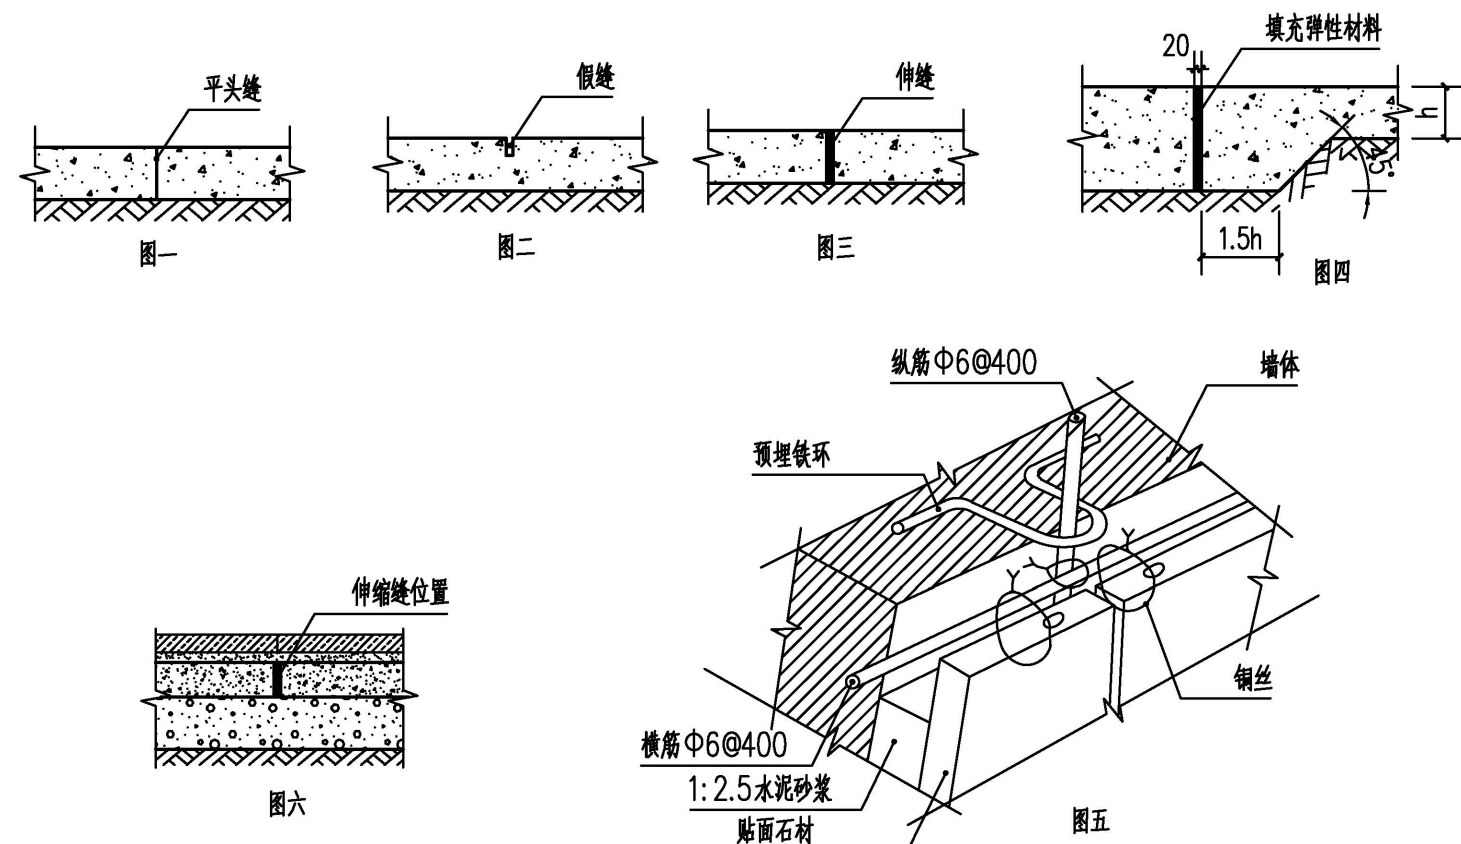 平头缝
图一
假缝
图二
伸缝
图三
填充弹性材料
20
h
45°
1.5h
图四
纵筋Φ6@400
墙体
预埋铁环
铜丝
横筋Φ6@400
1:2.5水泥砂浆
贴面石材
图五
伸缩缝位置
图六